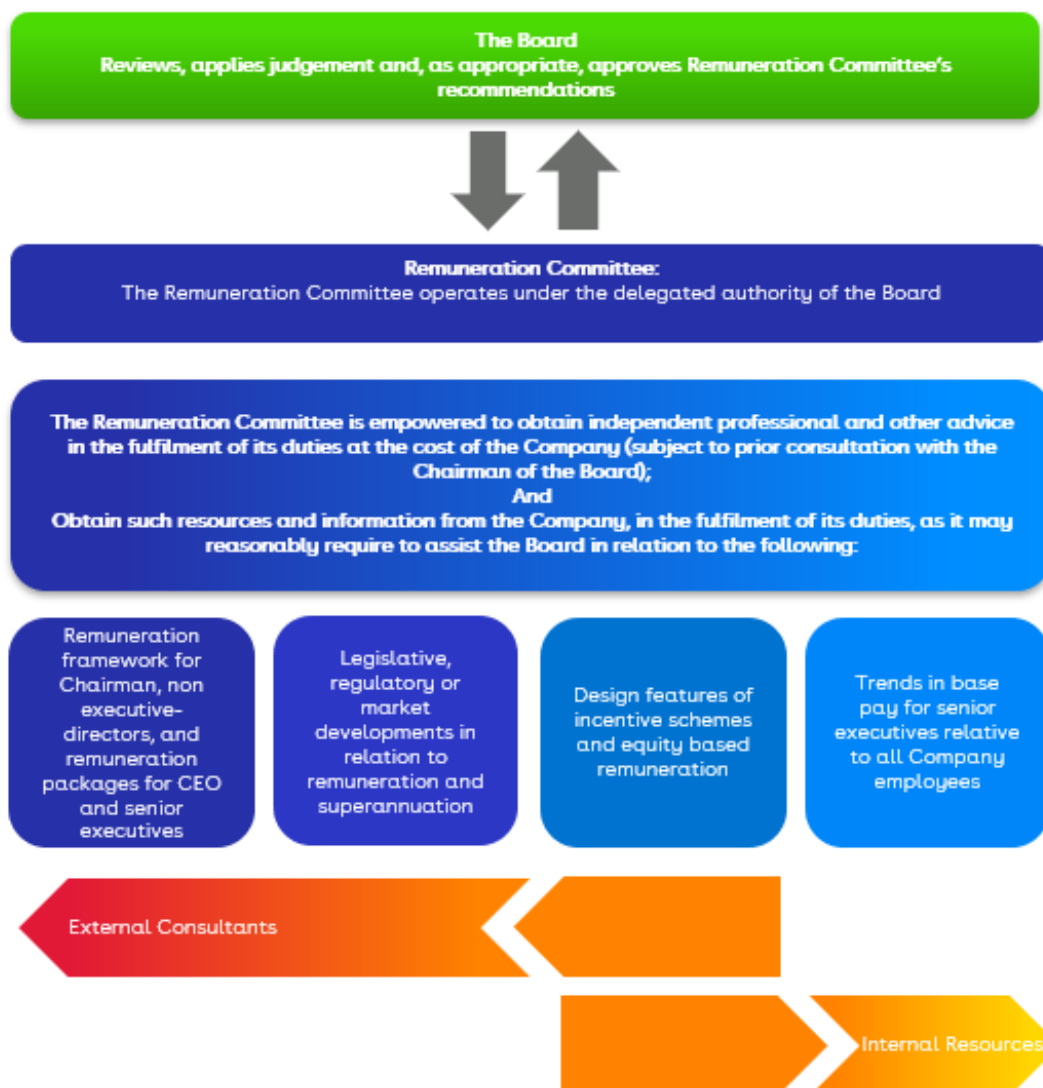 The Board
Reviews, applies judgement and, as appropriate, approves Remuneration Committee's
recommendations
Remuneration Committee:
The Remuneration Committee operates under the delegated authority of the Board
The Remuneration Committee is empowered to obtain independent professional and other advice
in the fulfilment of its duties at the cost of the Company (subject to prior consultation with the
Chairman of the Board);
And
Obtain such resources and information from the Company, in the fulfilment of its duties, as it may
reasonably require to assist the Board in relation to the following:
Remuneration
framework for
Chairman, non
executive-
directors, and
remuneration
packages for CEO
and senior
executives
Legislative,
regulatory or
market
developments in
relation to
remuneration and
superannuation
Design features of
incentive schemes
and equity based
remuneration
Trends in base
pay for senior
executives relative
to all Company
employees
External Consultants
Internal Resources